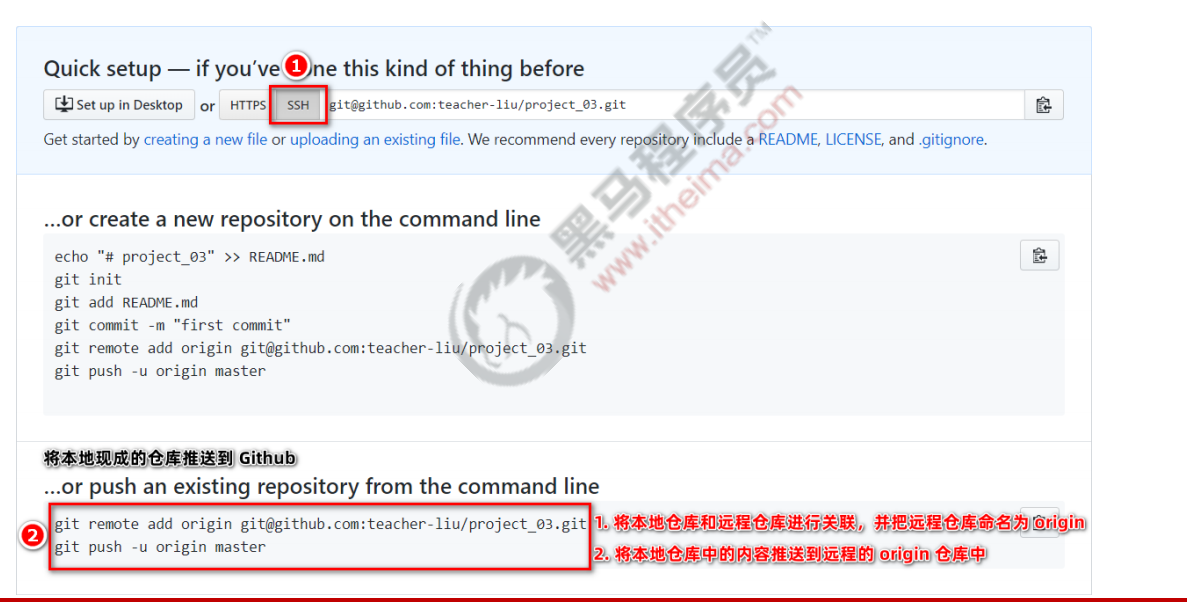 Quick setup — if you've ne this kind of thing before
1
Set up in Desktop or HTTPS SSH git@github.com:teacher-liu/project_03.git
Get started by creating a new file or uploading an existing file. We recommend every repository include a README, LICENSE, and .gitignore.
黑马程序员™
www.itheima.com
...or create a new repository on the command line
echo "# project_03" >> README.md
git init
git add README.md
git commit -m "first commit"
git remote add origin git@github.com:teacher-liu/project_03.git
git push -u origin master
将本地现成的仓库推送到 Github
...or push an existing repository from the command line
2
git remote add origin git@github.com:teacher-liu/project_03.git
1. 将本地仓库和远程仓库进行关联，并把远程仓库命名为 origin
git push -u origin master
2. 将本地仓库中的内容推送到远程的 origin 仓库中